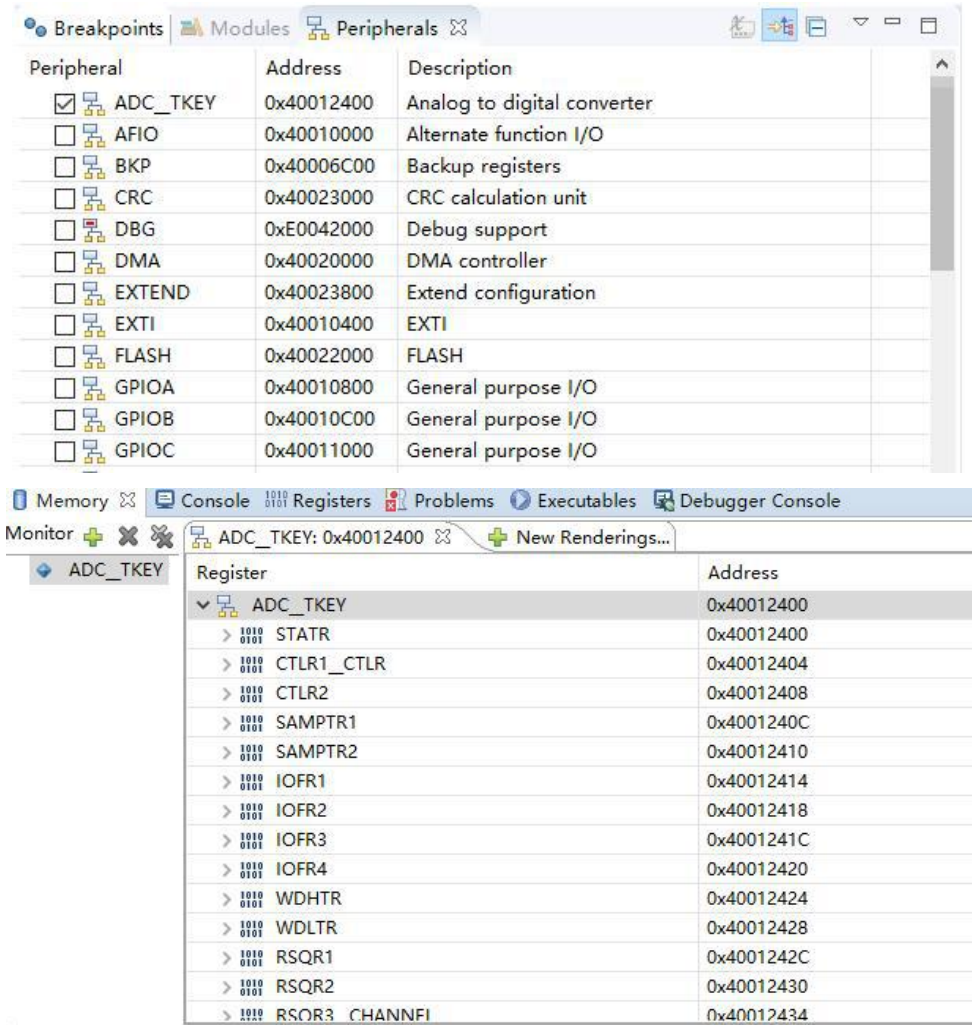 Breakpoints Modules Peripherals
Peripheral Address Description
ADC_TKEY 0x40012400 Analog to digital converter
AFIO 0x40010000 Alternate function I/O
BKP 0x40006C00 Backup registers
CRC 0x40023000 CRC calculation unit
DBG 0xE0042000 Debug support
DMA 0x40020000 DMA controller
EXTEND 0x40023800 Extend configuration
EXTI 0x40010400 EXTI
FLASH 0x40022000 FLASH
GPIOA 0x40010800 General purpose I/O
GPIOB 0x40010C00 General purpose I/O
GPIOC 0x40011000 General purpose I/O
Memory Console Registers Problems Executables Debugger Console
Monitor ADC_TKEY: 0x40012400 New Renderings...
ADC_TKEY Register Address
ADC_TKEY 0x40012400
STATR 0x40012400
CTLR1_CTLR 0x40012404
CTLR2 0x40012408
SAMPTR1 0x4001240C
SAMPTR2 0x40012410
IOFR1 0x40012414
IOFR2 0x40012418
IOFR3 0x4001241C
IOFR4 0x40012420
WDHTR 0x40012424
WDLTR 0x40012428
RSQR1 0x4001242C
RSQR2 0x40012430
RSQR3_CHANNEL 0x40012434